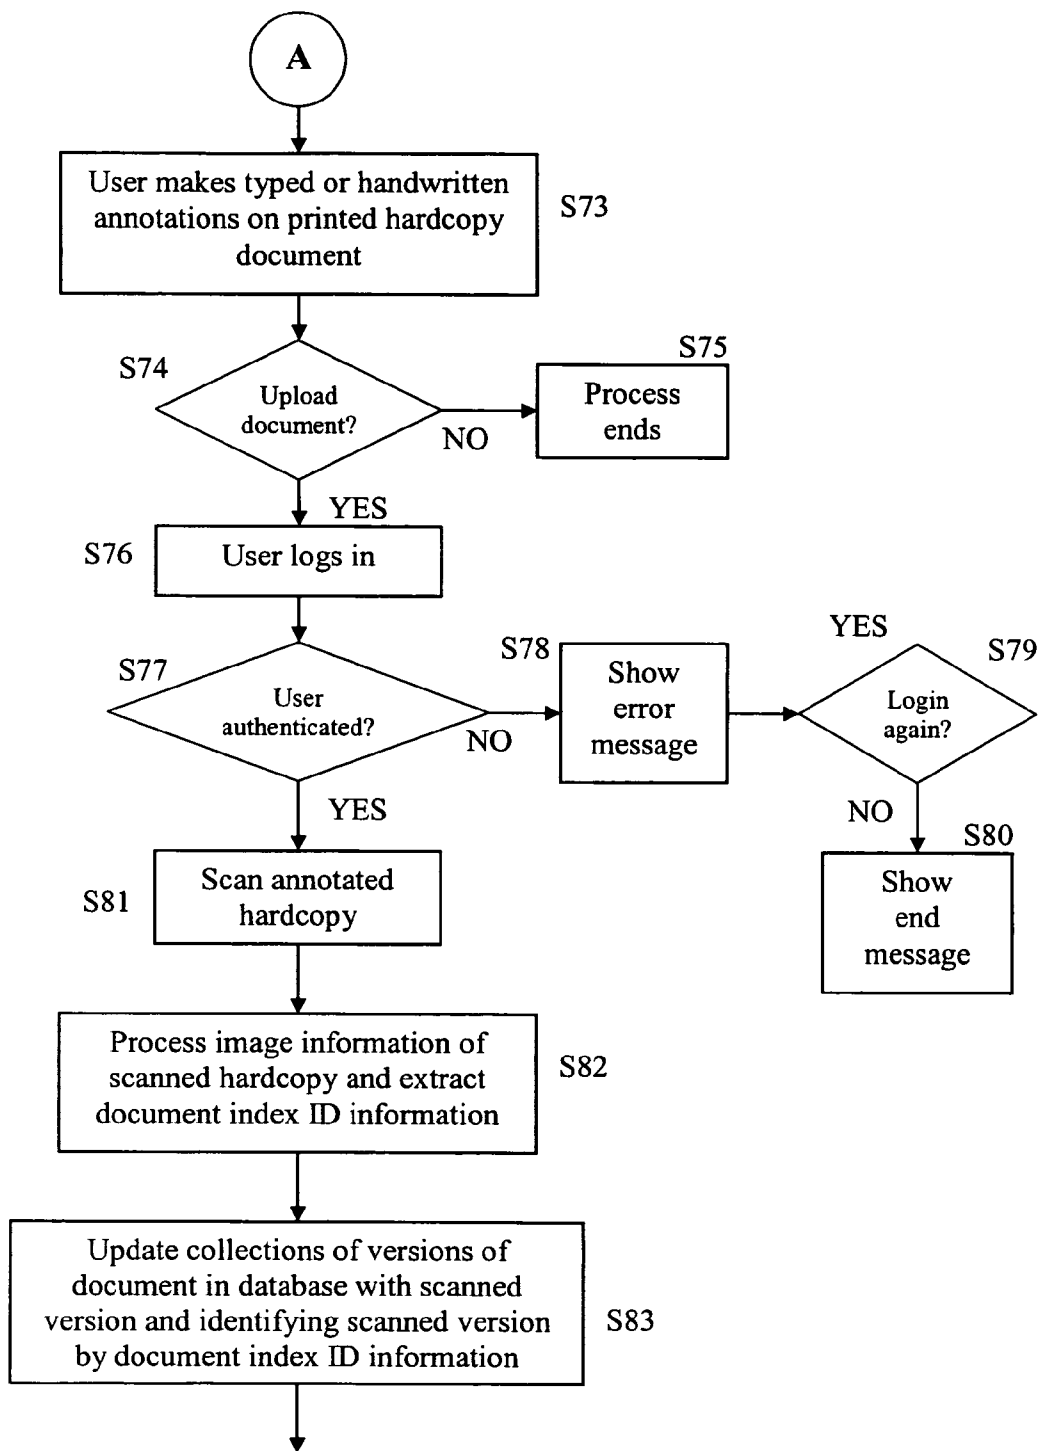 A
User makes typed or handwritten
annotations on printed hardcopy
document
S73
S74
Upload
document?
NO
S75
Process
ends
YES
S76
User logs in
S77
User
authenticated?
NO
S78
Show
error
message
YES
S79
Login
again?
NO
S80
Show
end
message
YES
S81
Scan annotated
hardcopy
Process image information of
scanned hardcopy and extract
document index ID information
S82
Update collections of versions of
document in database with scanned
version and identifying scanned version
by document index ID information
S83